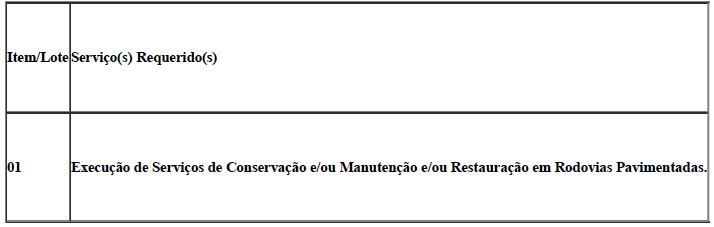 Item/Lote Serviço(s) Requerido(s)
01 Execução de Serviços de Conservação e/ou Manutenção e/ou Restauração em Rodovias Pavimentadas.